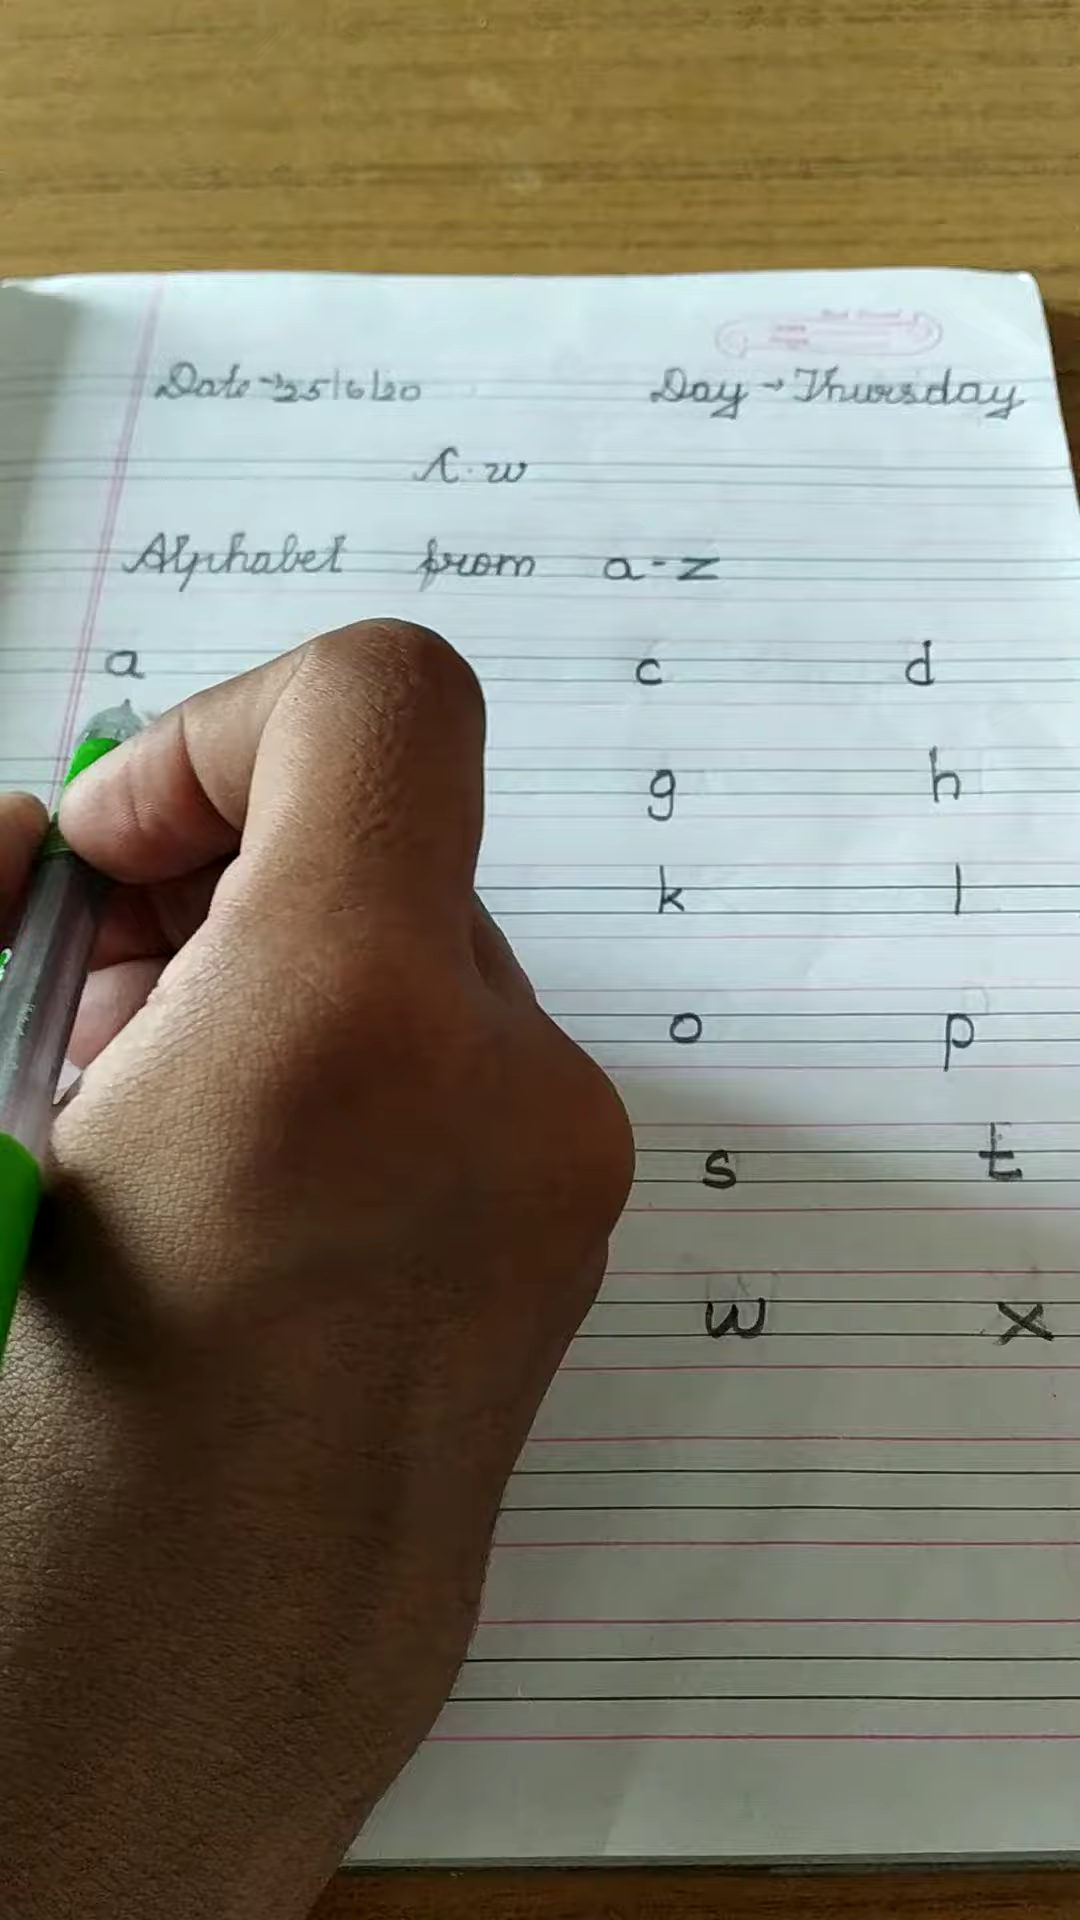 Date → 25/6/20 Day → Thursday
C.w
Alphabet from a-z
a c d
g h
k l
o p
s t
w x